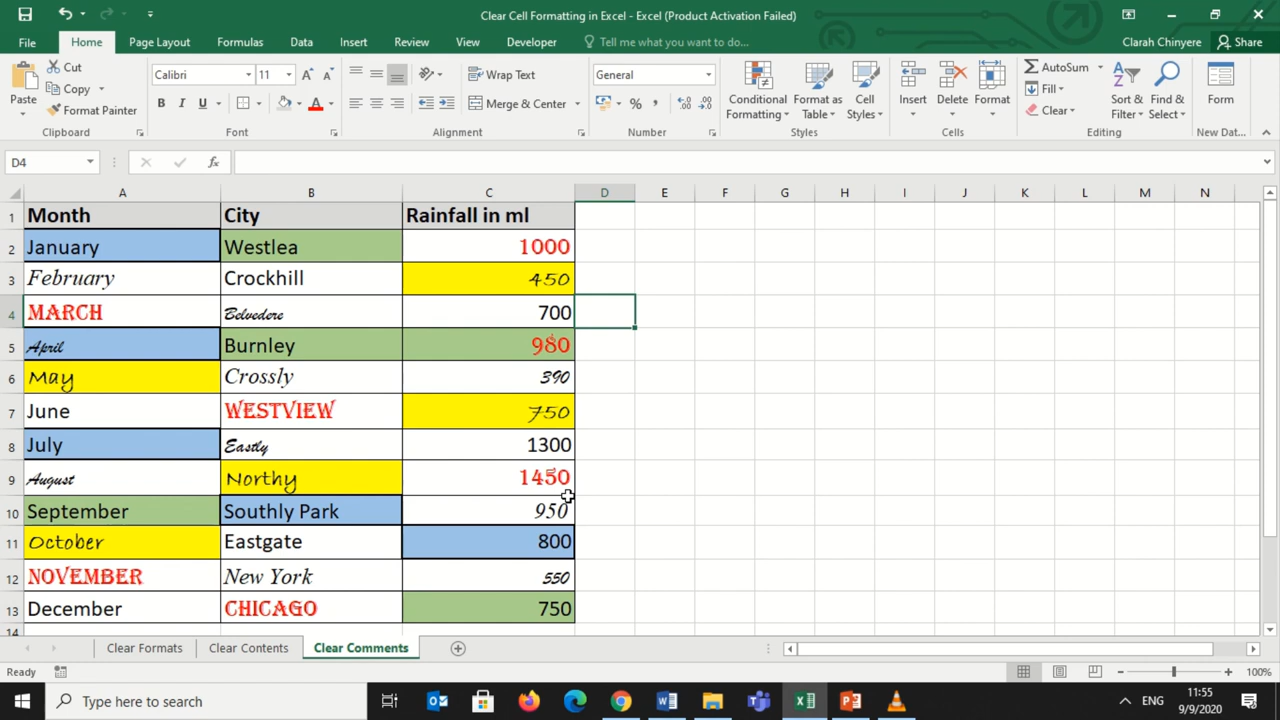 Clear Cell Formatting in Excel - Excel (Product Activation Failed)
File Home Page Layout Formulas Data Insert Review View Developer Tell me what you want to do... Clarah Chinyere Share
Paste
Cut
Copy
Format Painter
Clipboard
Calibri 11
B I U A
Font
Wrap Text
Merge & Center
Alignment
General
%
Number
Conditional Formatting
Format as Table
Cell Styles
Styles
Insert Delete Format
Cells
AutoSum
Fill
Clear
Sort & Filter
Find & Select
Editing
Form
New Dat...
D4 fx
A B C D E F G H I J K L M N
1 Month City Rainfall in ml
2 January Westlea 1000
3 February Crockhill 450
4 MARCH Belvedere 700
5 April Burnley 980
6 May Crossly 390
7 June WESTVIEW 750
8 July Eastly 1300
9 August Northy 1450
10 September Southly Park 950
11 October Eastgate 800
12 NOVEMBER New York 550
13 December CHICAGO 750
14
Clear Formats Clear Contents Clear Comments
Ready 100%
Type here to search
ENG
11:55
9/9/2020